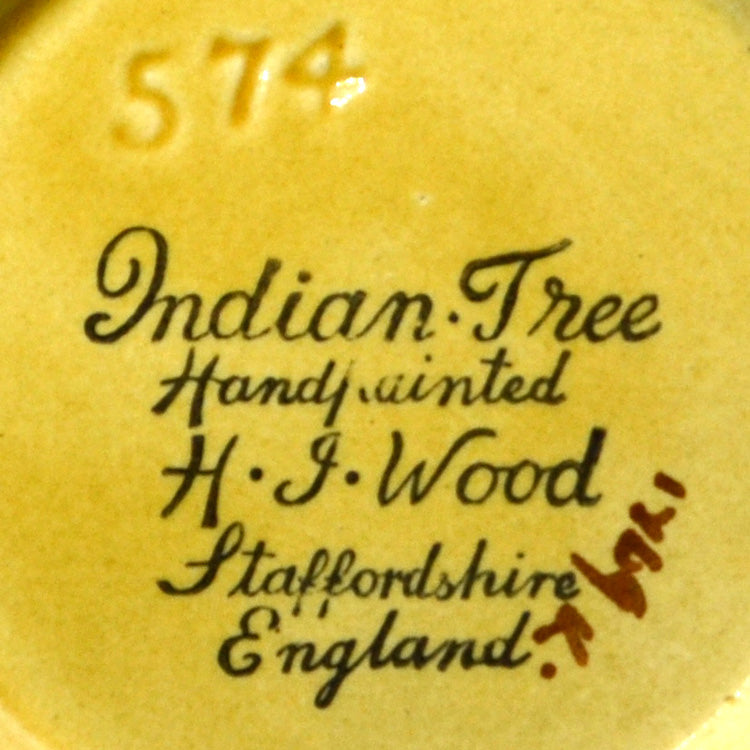 574
Indian. Tree
Handpainted
H. J. Wood
Staffordshire
England.